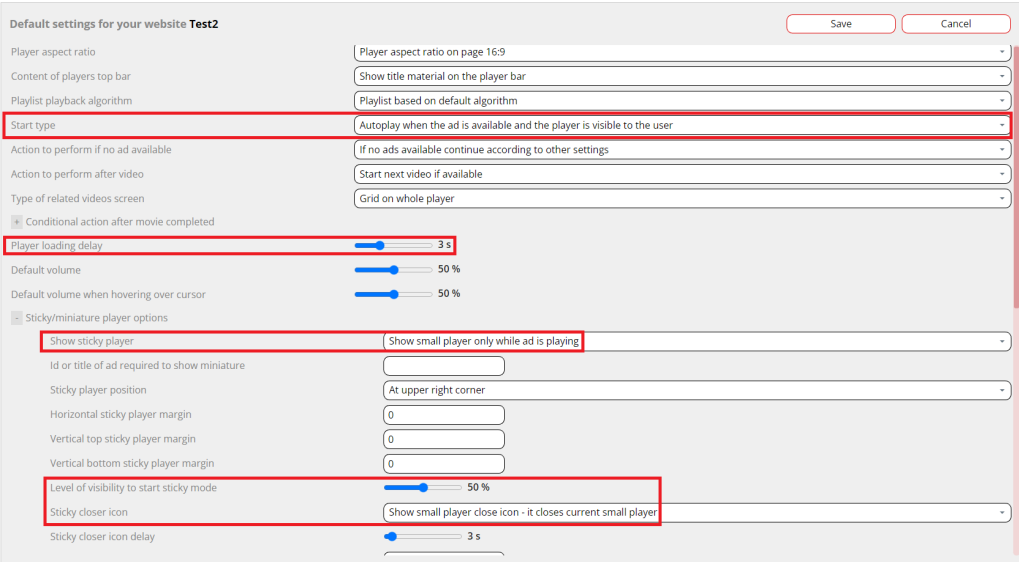 Default settings for your website Test2
Save
Cancel
Player aspect ratio
Player aspect ratio on page 16:9
Content of players top bar
Show title material on the player bar
Playlist playback algorithm
Playlist based on default algorithm
Start type
Autoplay when the ad is available and the player is visible to the user
Action to perform if no ad available
If no ads available continue according to other settings
Action to perform after video
Start next video if available
Type of related videos screen
Grid on whole player
+ Conditional action after movie completed
Player loading delay
3 s
Default volume
50 %
Default volume when hovering over cursor
50 %
- Sticky/miniature player options
Show sticky player
Show small player only while ad is playing
Id or title of ad required to show miniature
Sticky player position
At upper right corner
Horizontal sticky player margin
0
Vertical top sticky player margin
0
Vertical bottom sticky player margin
0
Level of visibility to start sticky mode
50 %
Sticky closer icon
Show small player close icon - it closes current small player
Sticky closer icon delay
3 s